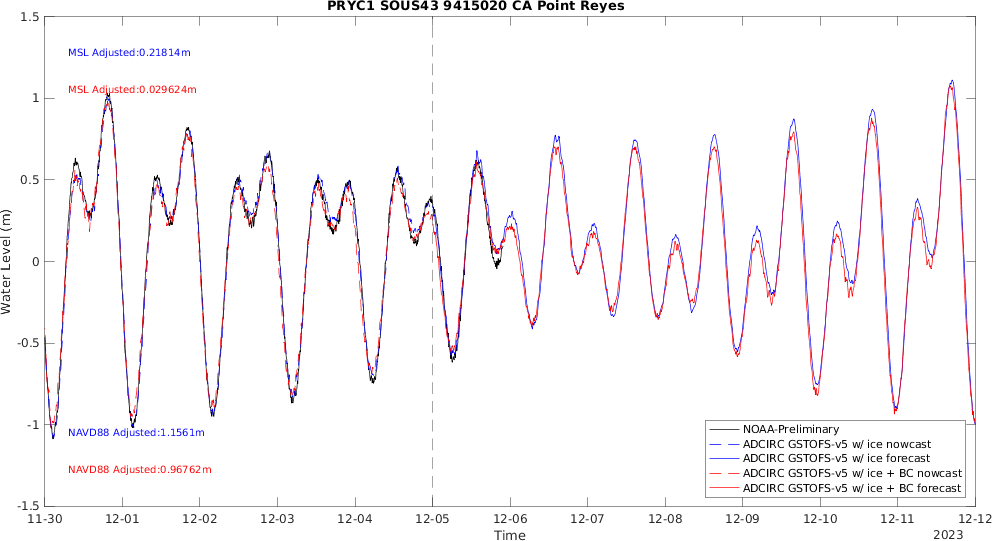 PRYC1 SOUS43 9415020 CA Point Reyes
1.5
1
0.5
0
-0.5
-1
-1.5
Water Level (m)
MSL Adjusted:0.21814m
MSL Adjusted:0.029624m
NAVD88 Adjusted:1.1561m
NAVD88 Adjusted:0.96762m
NOAA-Preliminary
ADCIRC GSTOFS-v5 w/ ice nowcast
ADCIRC GSTOFS-v5 w/ ice forecast
ADCIRC GSTOFS-v5 w/ ice + BC nowcast
ADCIRC GSTOFS-v5 w/ ice + BC forecast
11-30 12-01 12-02 12-03 12-04 12-05 12-06 12-07 12-08 12-09 12-10 12-11 12-12
Time
2023